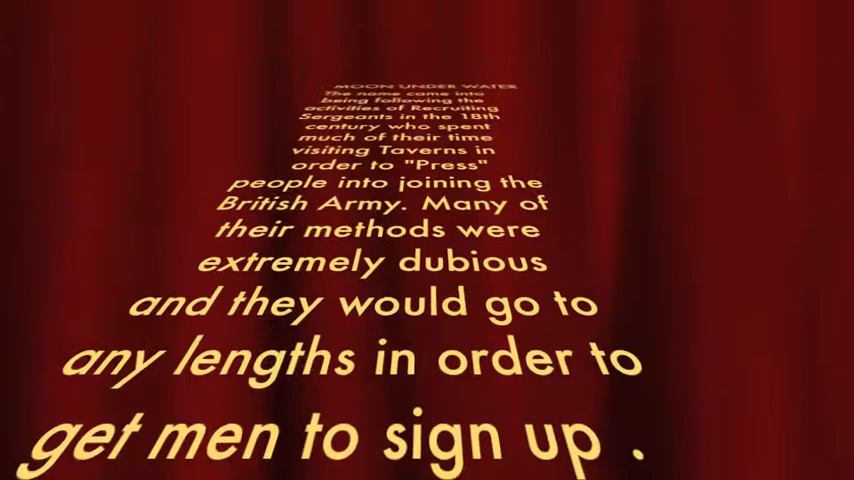 MOON UNDER WATER
The name came into
being following the
activities of Recruiting
Sergeants in the 18th
century who spent
much of their time
visiting Taverns in
order to "Press"
people into joining the
British Army. Many of
their methods were
extremely dubious
and they would go to
any lengths in order to
get men to sign up .